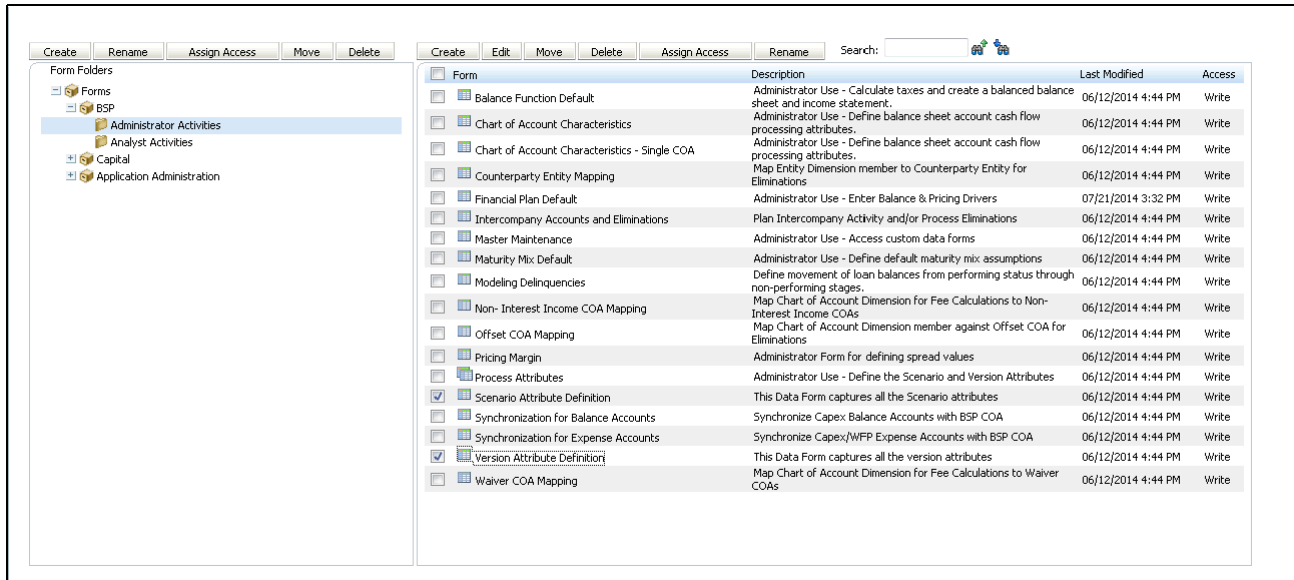 Create Rename Assign Access Move Delete
Form Folders
Forms
BSP
Administrator Activities
Analyst Activities
Capital
Application Administration
Create Edit Move Delete Assign Access Rename Search:
Form Description Last Modified Access
Balance Function Default Administrator Use - Calculate taxes and create a balanced balance sheet and income statement. 06/12/2014 4:44 PM Write
Chart of Account Characteristics Administrator Use - Define balance sheet account cash flow processing attributes. 06/12/2014 4:44 PM Write
Chart of Account Characteristics - Single COA Administrator Use - Define balance sheet account cash flow processing attributes. 06/12/2014 4:44 PM Write
Counterparty Entity Mapping Map Entity Dimension member to Counterparty Entity for Eliminations 06/12/2014 4:44 PM Write
Financial Plan Default Administrator Use - Enter Balance & Pricing Drivers 07/21/2014 3:32 PM Write
Intercompany Accounts and Eliminations Plan Intercompany Activity and/or Process Eliminations 06/12/2014 4:44 PM Write
Master Maintenance Administrator Use - Access custom data forms 06/12/2014 4:44 PM Write
Maturity Mix Default Administrator Use - Define default maturity mix assumptions 06/12/2014 4:44 PM Write
Modeling Delinquencies Define movement of loan balances from performing status through non-performing stages. 06/12/2014 4:44 PM Write
Non- Interest Income COA Mapping Map Chart of Account Dimension for Fee Calculations to Non-Interest Income COAs 06/12/2014 4:44 PM Write
Offset COA Mapping Map Chart of Account Dimension member against Offset COA for Eliminations 06/12/2014 4:44 PM Write
Pricing Margin Administrator Form for defining spread values 06/12/2014 4:44 PM Write
Process Attributes Administrator Use - Define the Scenario and Version Attributes 06/12/2014 4:44 PM Write
Scenario Attribute Definition This Data Form captures all the Scenario attributes 06/12/2014 4:44 PM Write
Synchronization for Balance Accounts Synchronize Capex Balance Accounts with BSP COA 06/12/2014 4:44 PM Write
Synchronization for Expense Accounts Synchronize Capex/WFP Expense Accounts with BSP COA 06/12/2014 4:44 PM Write
Version Attribute Definition This Data Form captures all the version attributes 06/12/2014 4:44 PM Write
Waiver COA Mapping Map Chart of Account Dimension for Fee Calculations to Waiver COAs 06/12/2014 4:44 PM Write